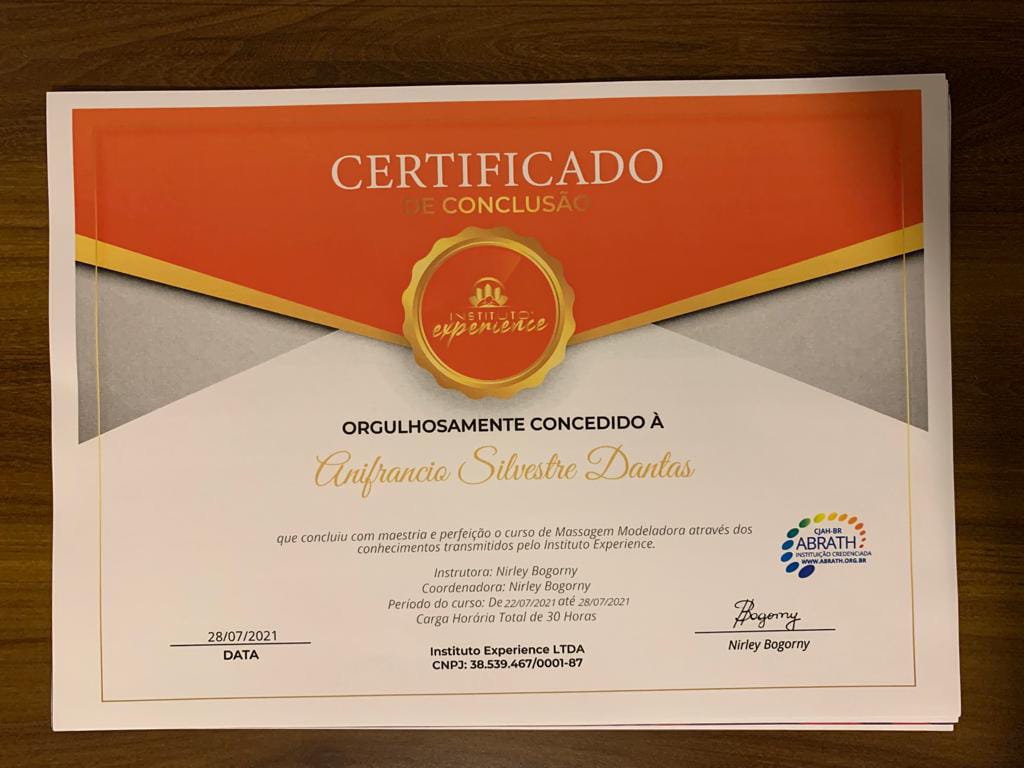 CERTIFICADO
DE CONCLUSÃO
INSTITUTO
experience
ORGULHOSAMENTE CONCEDIDO À
Anifrancio Silvestre Dantas
que concluiu com maestria e perfeição o curso de Massagem Modeladora através dos
conhecimentos transmitidos pelo Instituto Experience.
CJAH-BR
ABRATH
INSTITUIÇÃO CREDENCIADA
WWW.ABRATH.ORG.BR
Instrutora: Nirley Bogorny
Coordenadora: Nirley Bogorny
Período do curso: De 22/07/2021 até 28/07/2021
Carga Horária Total de 30 Horas
28/07/2021
DATA
Instituto Experience LTDA
CNPJ: 38.539.467/0001-87
Bogorny
Nirley Bogorny